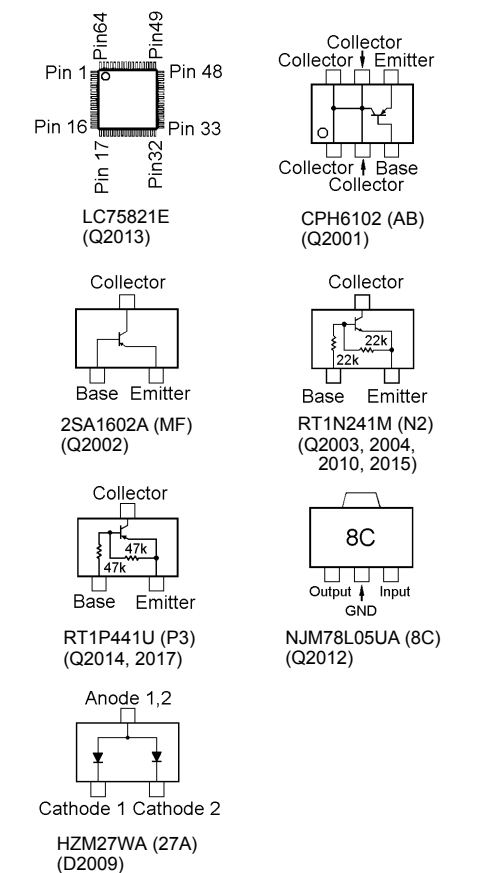 Pin64
Pin49
Pin 1
Pin 48
Pin 16
Pin 33
Pin 17
Pin32
LC75821E
(Q2013)
Collector
Collector
Emitter
Collector
Base
Collector
CPH6102 (AB)
(Q2001)
Collector
Base
Emitter
2SA1602A (MF)
(Q2002)
Collector
22k
22k
Base
Emitter
RT1N241M (N2)
(Q2003, 2004,
2010, 2015)
Collector
47k
47k
Base
Emitter
RT1P441U (P3)
(Q2014, 2017)
8C
Output
Input
GND
NJM78L05UA (8C)
(Q2012)
Anode 1,2
Cathode 1
Cathode 2
HZM27WA (27A)
(D2009)